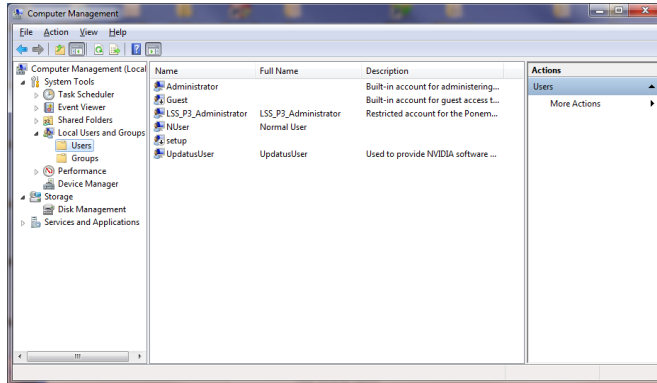 Computer Management
File Action View Help
Computer Management (Local
System Tools
Task Scheduler
Event Viewer
Shared Folders
Local Users and Groups
Users
Groups
Performance
Device Manager
Storage
Disk Management
Services and Applications
Name Full Name Description
Administrator Built-in account for administering...
Guest Built-in account for guest access t...
LSS_P3_Administrator LSS_P3_Administrator Restricted account for the Ponem...
NUser Normal User
setup
UpdatusUser UpdatusUser Used to provide NVIDIA software ...
Actions
Users
More Actions